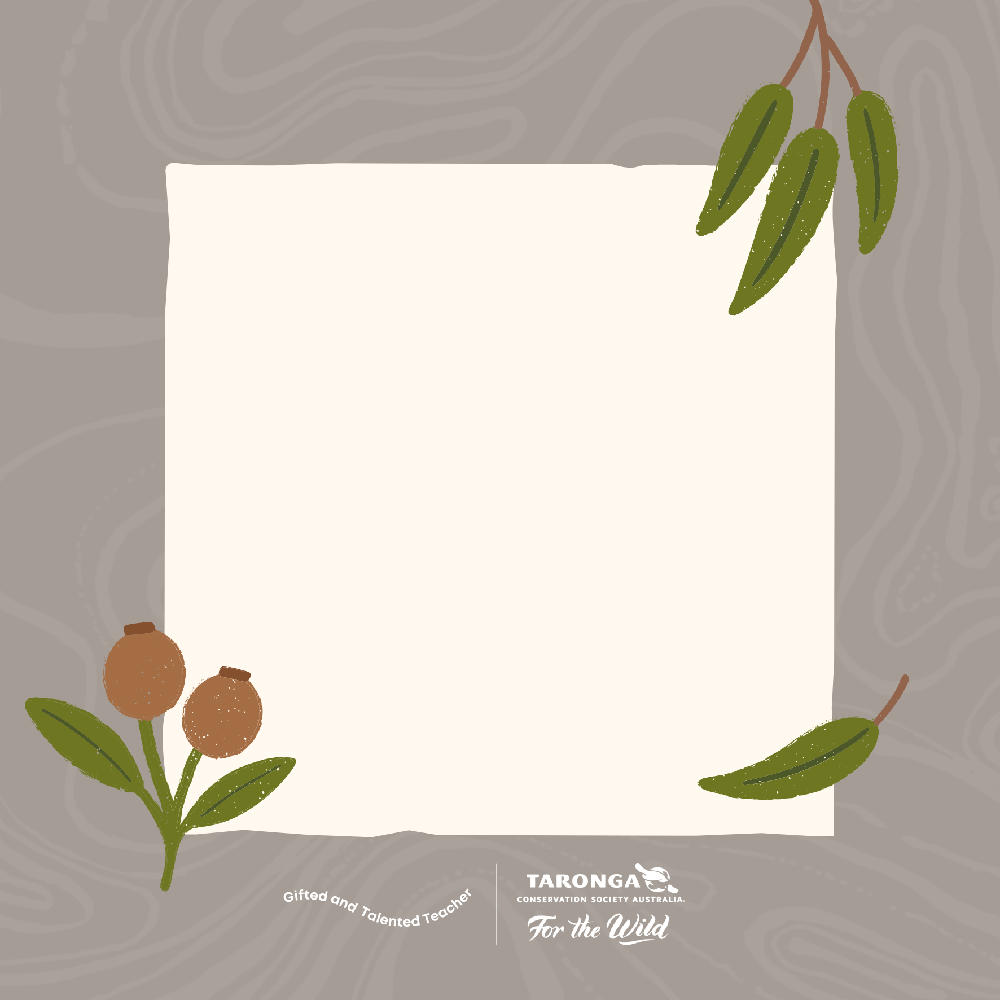 Gifted and Talented Teacher
TARONGA
CONSERVATION SOCIETY AUSTRALIA
For the Wild